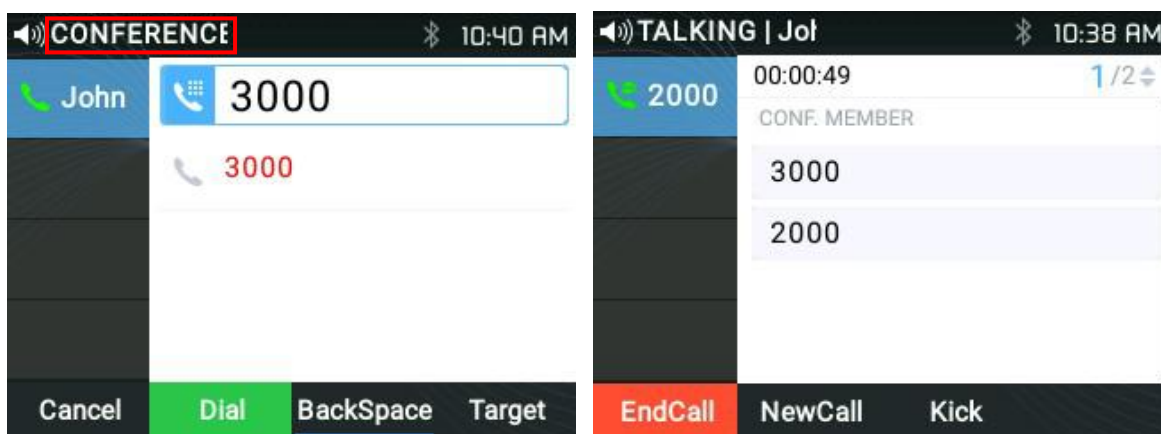 CONFERENCE 10:40 AM
John 3000
3000
Cancel Dial BackSpace Target
TALKING | Joh 10:38 AM
2000 00:00:49 1/2
CONF. MEMBER
3000
2000
EndCall NewCall Kick